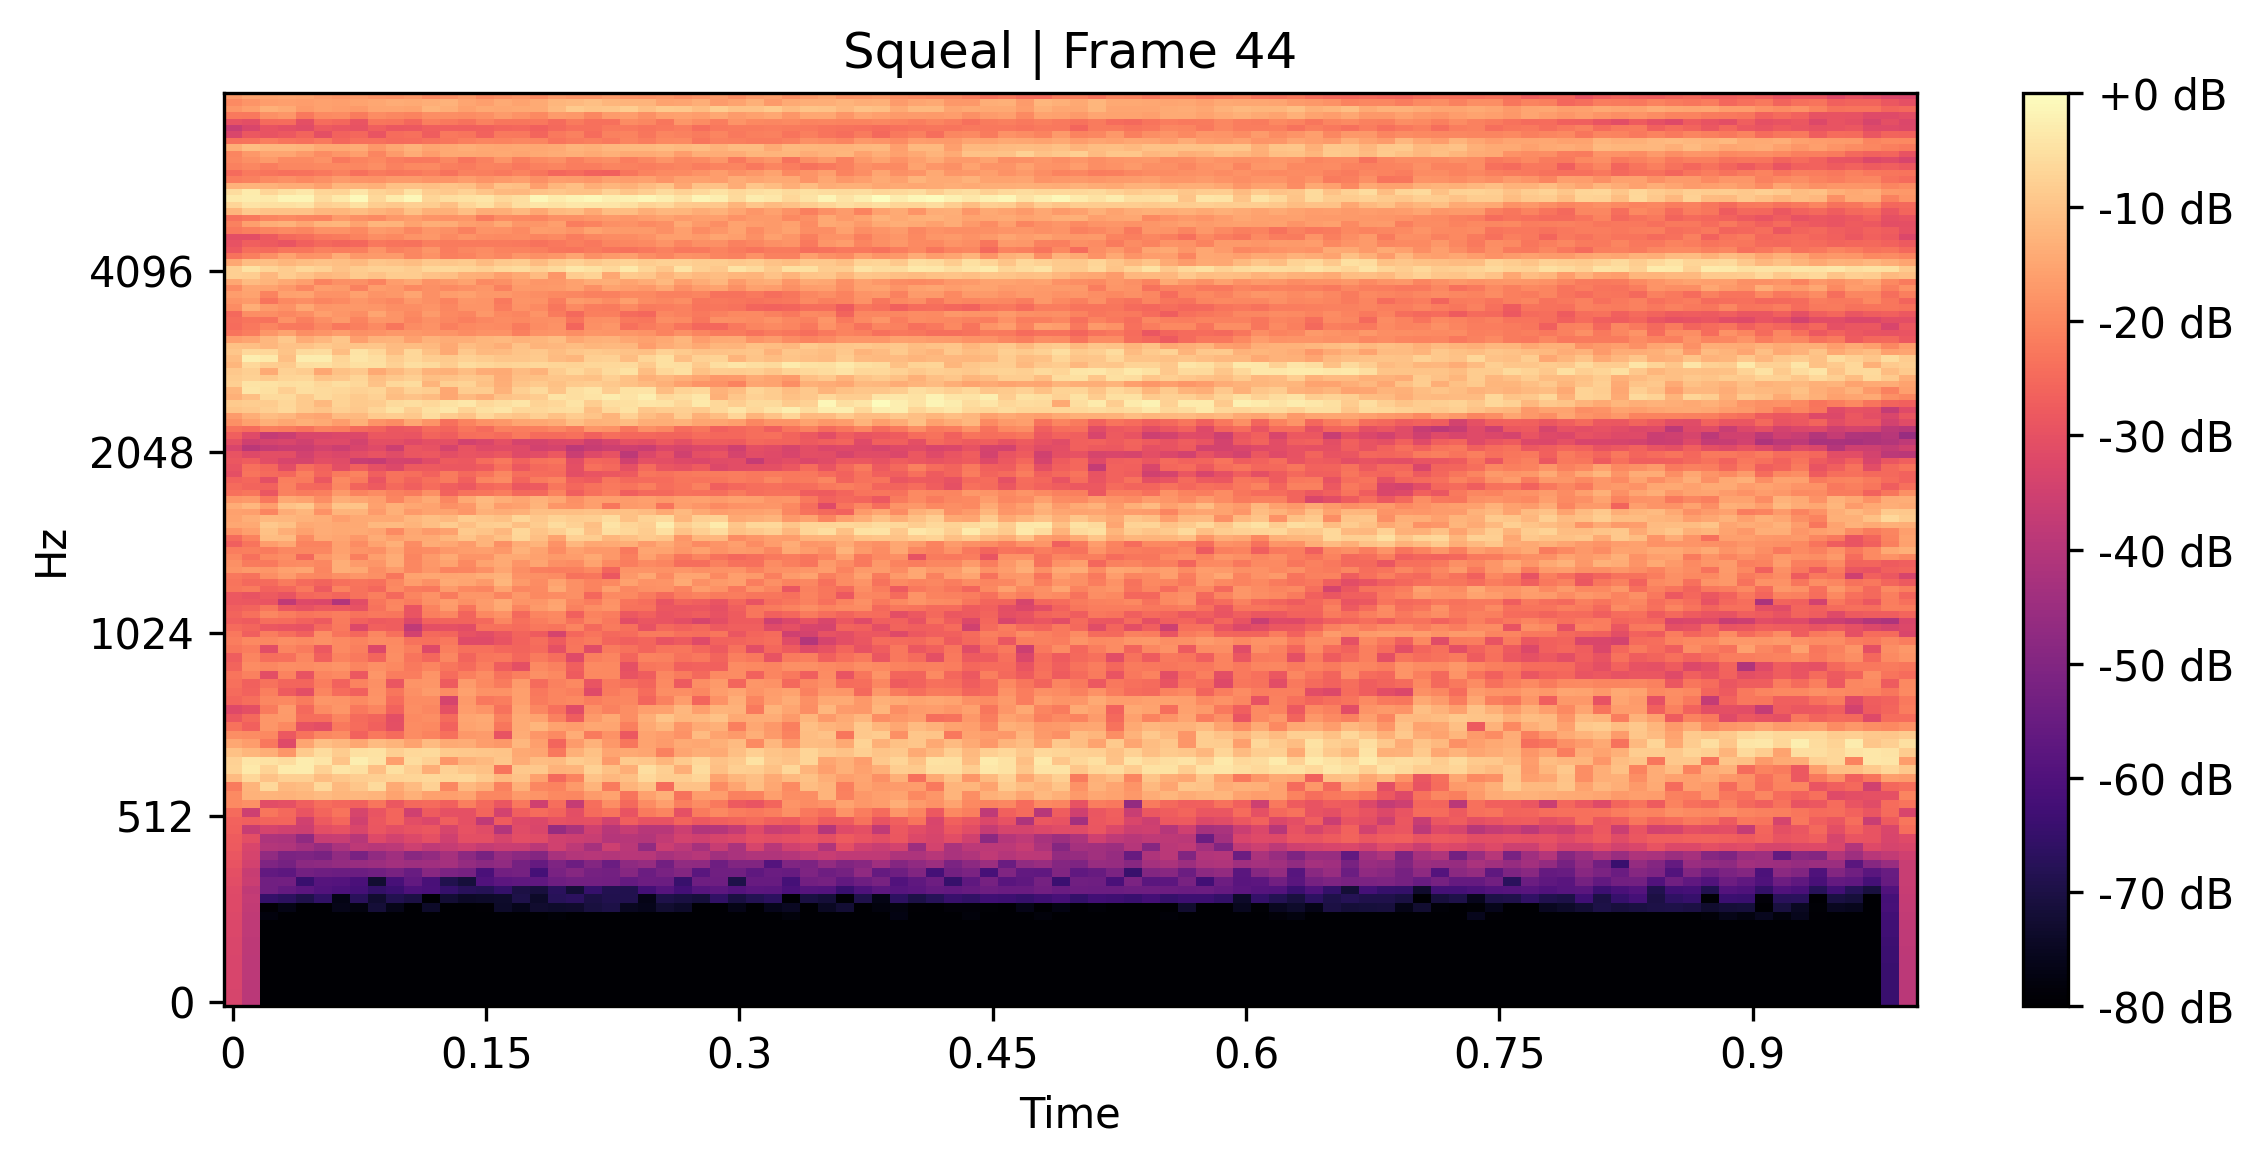 Squeal | Frame 44
Hz
4096
2048
1024
512
0
0 0.15 0.3 0.45 0.6 0.75 0.9
Time
+0 dB
-10 dB
-20 dB
-30 dB
-40 dB
-50 dB
-60 dB
-70 dB
-80 dB